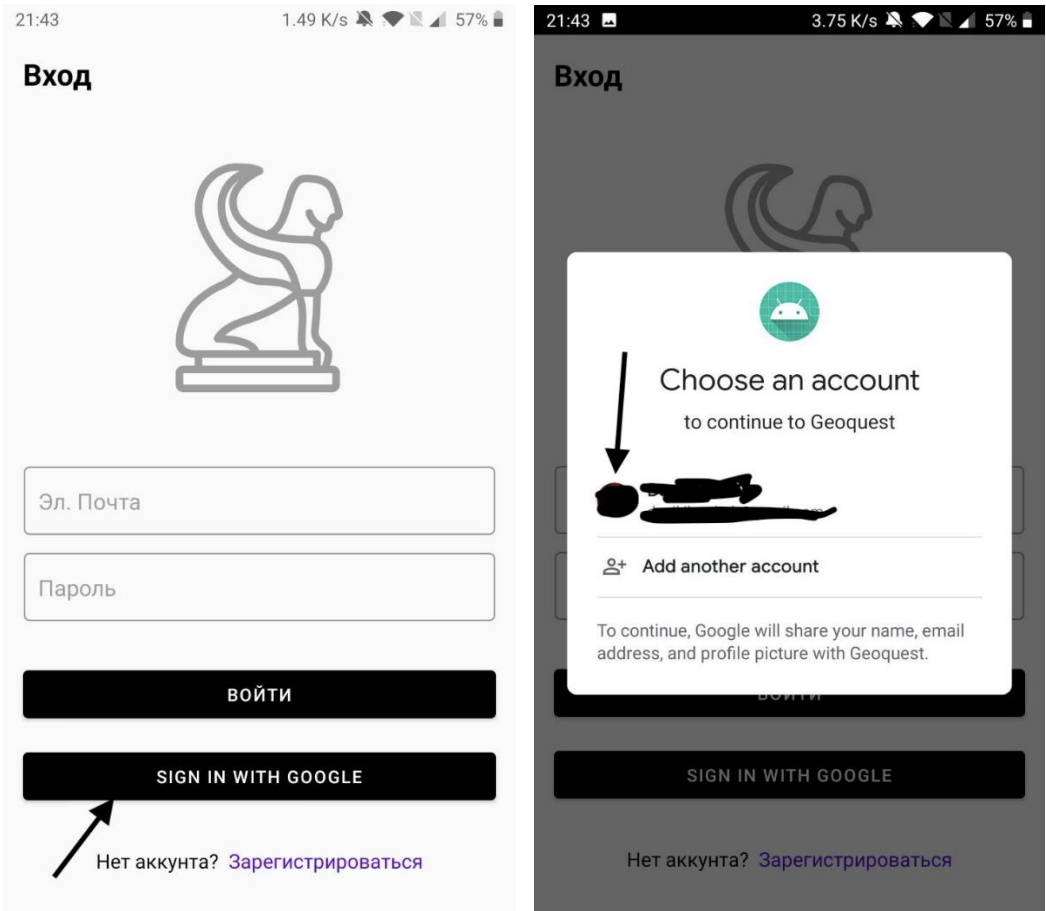 21:43 1.49 K/s 57%
Вход
Эл. Почта
Пароль
ВОЙТИ
SIGN IN WITH GOOGLE
Нет аккунта? Зарегистрироваться
21:43 3.75 K/s 57%
Вход
Choose an account
to continue to Geoquest
Add another account
To continue, Google will share your name, email
address, and profile picture with Geoquest.
ВОЙТИ
SIGN IN WITH GOOGLE
Нет аккунта? Зарегистрироваться